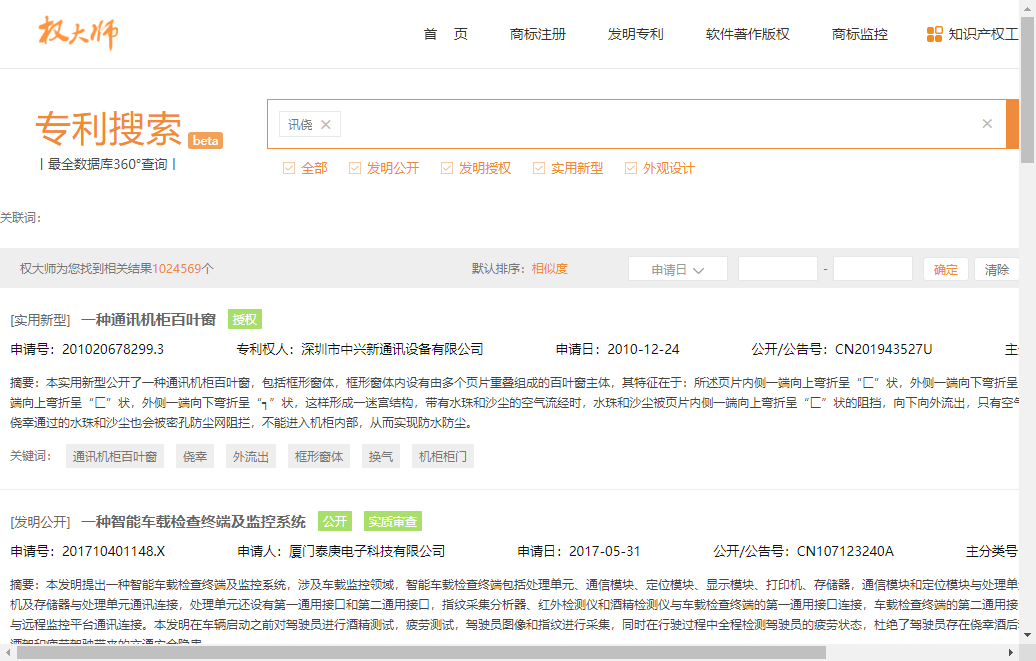 权大师
首 页 商标注册 发明专利 软件著作版权 商标监控 知识产权工
专利搜索 beta
最全数据库360°查询
讯侥
全部 发明公开 发明授权 实用新型 外观设计
关联词：
权大师为您找到相关结果1024569个 默认排序： 相似度 申请日 - 确定 清除
[实用新型] 一种通讯机柜百叶窗 授权
申请号：201020678299.3 专利权人：深圳市中兴新通讯设备有限公司 申请日：2010-12-24 公开/公告号：CN201943527U 主
摘要：本实用新型公开了一种通讯机柜百叶窗，包括框形窗体，框形窗体内设有由多个页片重叠组成的百叶窗主体，其特征在于：所述页片内侧一端向上弯折呈“匚”状，外侧一端向下弯折呈
端向上弯折呈“匚”状，外侧一端向下弯折呈“┓”状，这样形成一迷宫结构，带有水珠和沙尘的空气流经时，水珠和沙尘被页片内侧一端向上弯折呈“匚”状的阻挡，向下向外流出，只有空气
侥幸通过的水珠和沙尘也会被密孔防尘网阻拦，不能进入机柜内部，从而实现防水防尘。
关键词： 通讯机柜百叶窗 侥幸 外流出 框形窗体 换气 机柜柜门
[发明公开] 一种智能车载检查终端及监控系统 公开 实质审查
申请号：201710401148.X 申请人：厦门泰庚电子科技有限公司 申请日：2017-05-31 公开/公告号：CN107123240A 主分类号
摘要：本发明提出一种智能车载检查终端及监控系统，涉及车载监控领域，智能车载检查终端包括处理单元、通信模块、定位模块、显示模块、打印机、存储器，通信模块和定位模块与处理单
机及存储器与处理单元通讯连接，处理单元还设有第一通用接口和第二通用接口，指纹采集分析器、红外检测仪和酒精检测仪与车载检查终端的第一通用接口连接，车载检查终端的第二通用接
与远程监控平台通讯连接。本发明在车辆启动之前对驾驶员进行酒精测试，疲劳测试，驾驶员图像和指纹进行采集，同时在行驶过程中全程检测驾驶员的疲劳状态，杜绝了驾驶员存在侥幸酒后